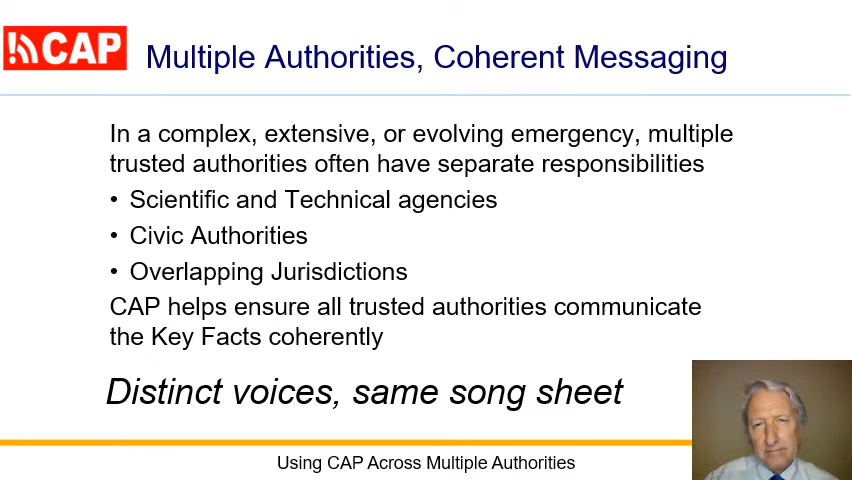 CAP
Multiple Authorities, Coherent Messaging
In a complex, extensive, or evolving emergency, multiple
trusted authorities often have separate responsibilities
• Scientific and Technical agencies
• Civic Authorities
• Overlapping Jurisdictions
CAP helps ensure all trusted authorities communicate
the Key Facts coherently
Distinct voices, same song sheet
Using CAP Across Multiple Authorities